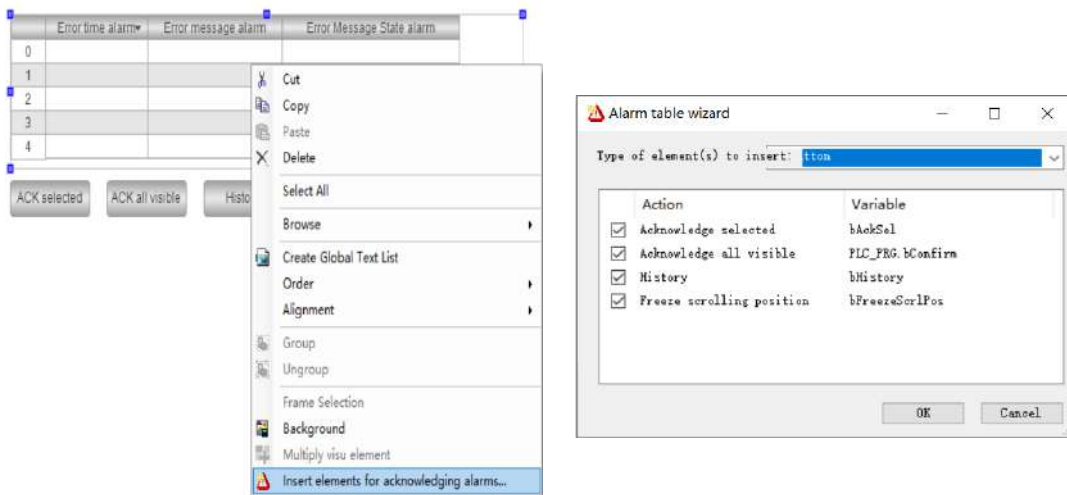 Error time alarm Error message alarm Error Message State alarm
0
1
2
3
4
ACK selected ACK all visible Histo
Cut
Copy
Paste
Delete
Select All
Browse
Create Global Text List
Order
Alignment
Group
Ungroup
Frame Selection
Background
Multiply visu element
Insert elements for acknowledging alarms...
Alarm table wizard
Type of element(s) to insert: tton
Action Variable
Acknowledge selected bAckSel
Acknowledge all visible PLC_PRG.bConfirm
History bHistory
Freeze scrolling position bFreezeScrlPos
OK Cancel